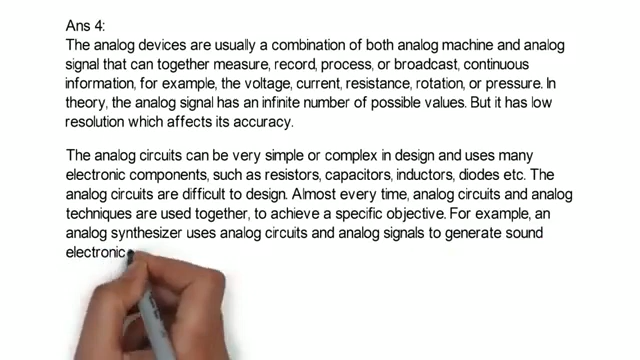 Ans 4:
The analog devices are usually a combination of both analog machine and analog
signal that can together measure, record, process, or broadcast, continuous
information, for example, the voltage, current, resistance, rotation, or pressure. In
theory, the analog signal has an infinite number of possible values. But it has low
resolution which affects its accuracy.
The analog circuits can be very simple or complex in design and uses many
electronic components, such as resistors, capacitors, inductors, diodes etc. The
analog circuits are difficult to design. Almost every time, analog circuits and analog
techniques are used together, to achieve a specific objective. For example, an
analog synthesizer uses analog circuits and analog signals to generate sound
electronic